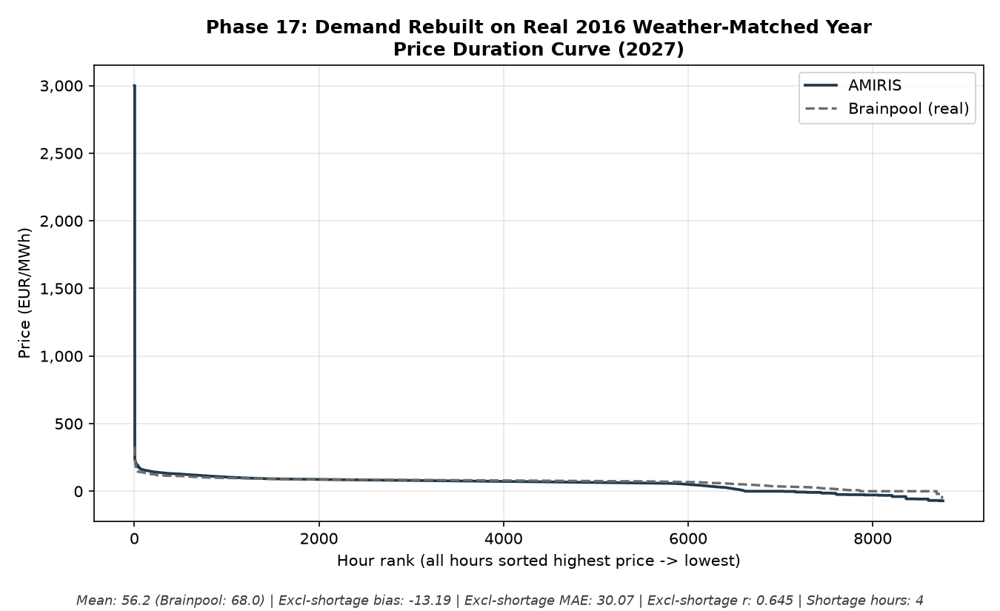 Phase 17: Demand Rebuilt on Real 2016 Weather-Matched Year
Price Duration Curve (2027)
AMIRIS
Brainpool (real)
Price (EUR/MWh)
3,000
2,500
2,000
1,500
1,000
500
0
0
2000
4000
6000
8000
Hour rank (all hours sorted highest price -> lowest)
Mean: 56.2 (Brainpool: 68.0) | Excl-shortage bias: -13.19 | Excl-shortage MAE: 30.07 | Excl-shortage r: 0.645 | Shortage hours: 4